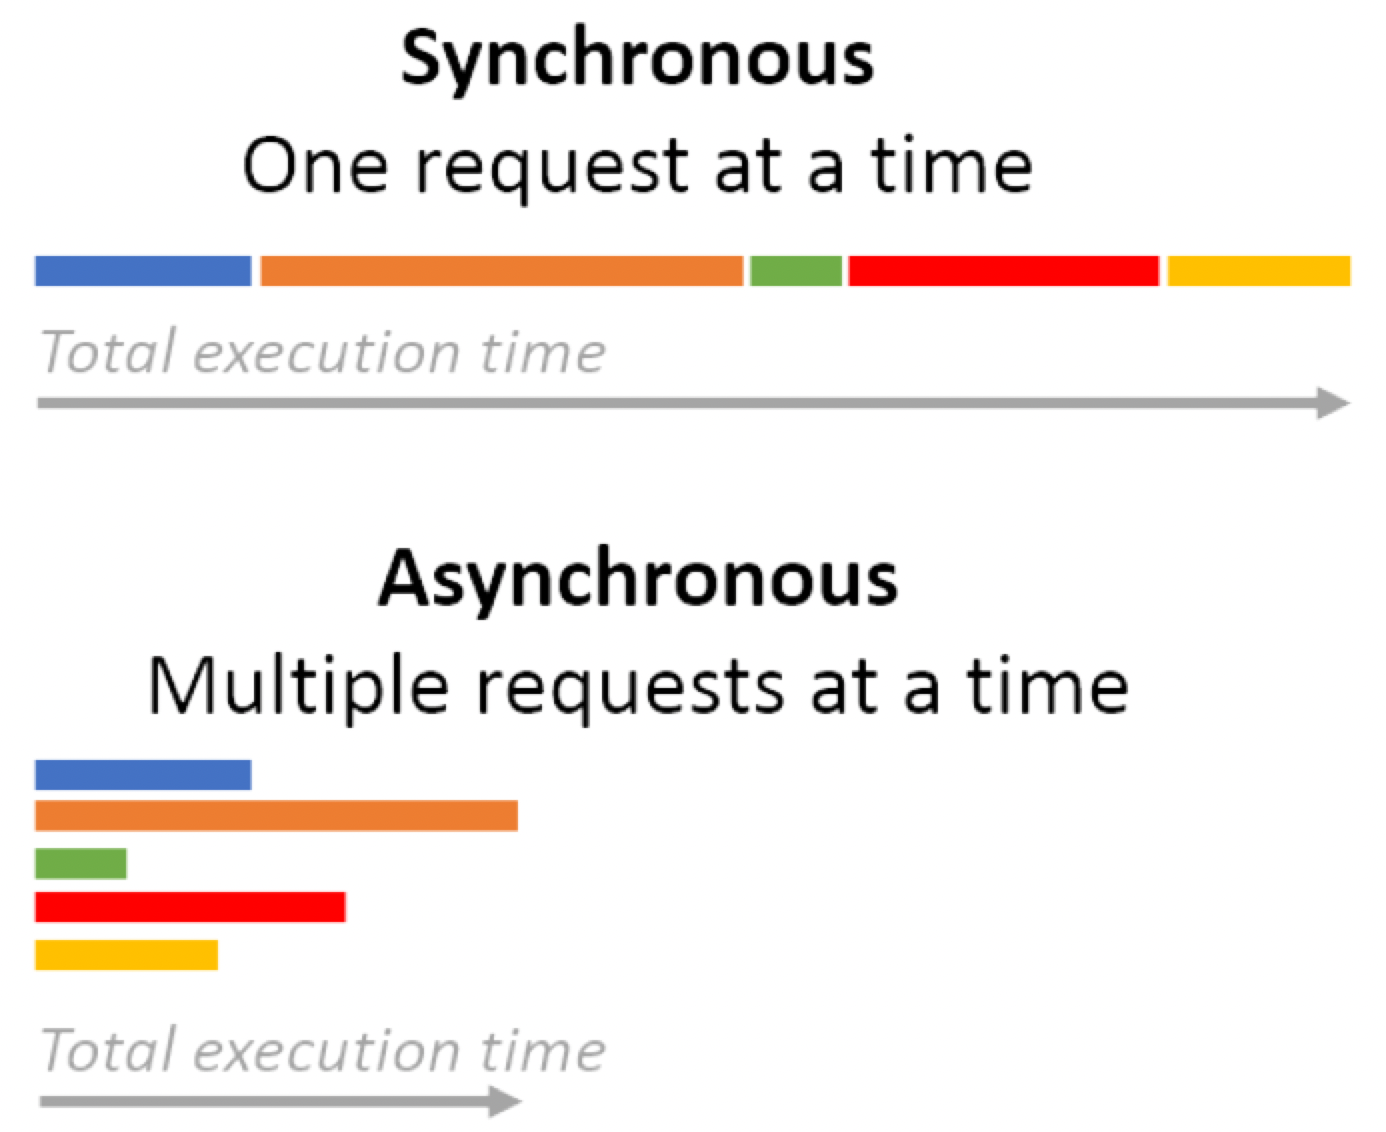 Synchronous
One request at a time
Total execution time
Asynchronous
Multiple requests at a time
Total execution time